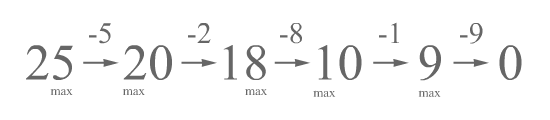 -5 -2 -8 -1 -9
25 → 20 → 18 → 10 → 9 → 0
max max max max max